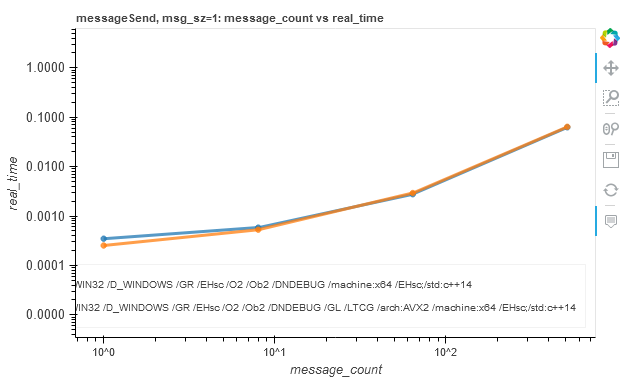 messageSend, msg_sz=1: message_count vs real_time
1.0000
0.1000
0.0100
0.0010
0.0001
0.0000
real_time
/D_WINDOWS /GR /EHsc /O2 /Ob2 /DNDEBUG /machine:x64 /EHsc;/std:c++14
/D_WINDOWS /GR /EHsc /O2 /Ob2 /DNDEBUG /GL /LTCG /arch:AVX2 /machine:x64 /EHsc;/std:c++14
10^0 10^1 10^2
message_count